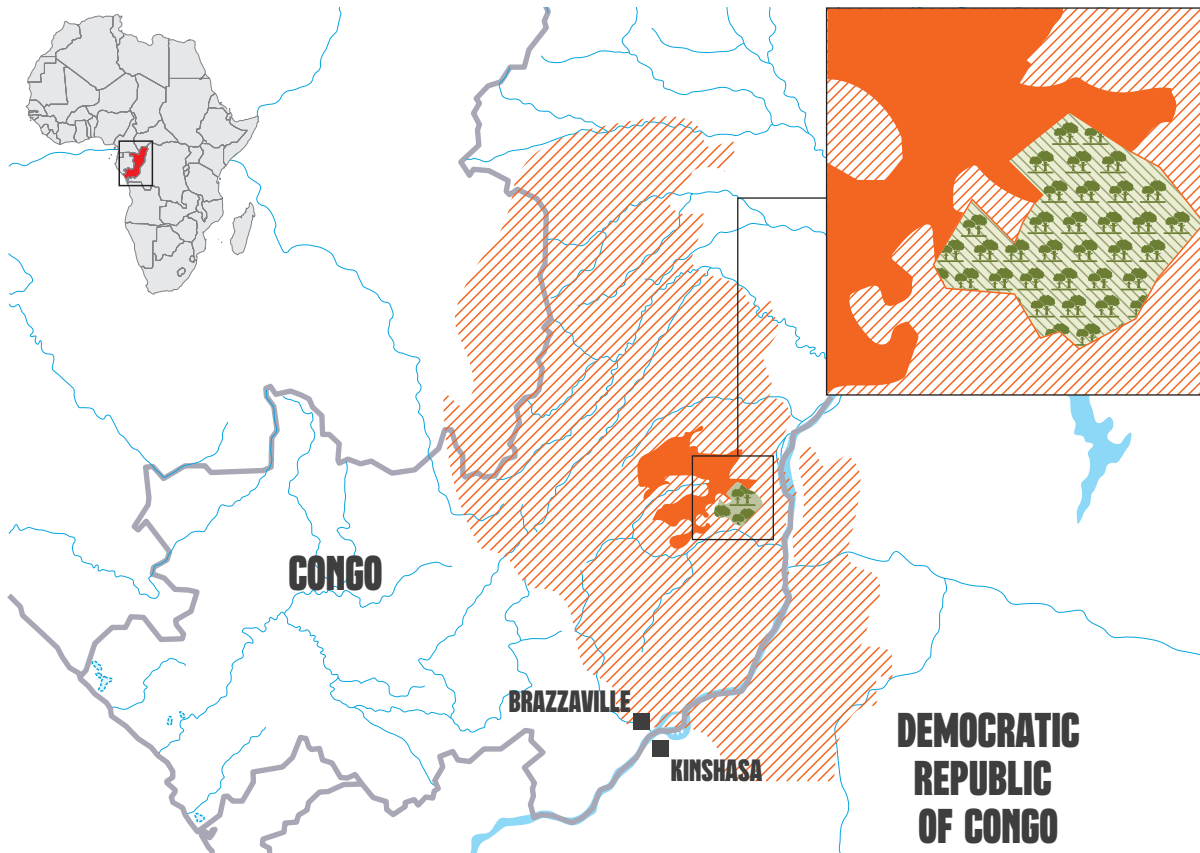 CONGO
BRAZZAVILLE
KINSHASA
DEMOCRATIC
REPUBLIC
OF CONGO